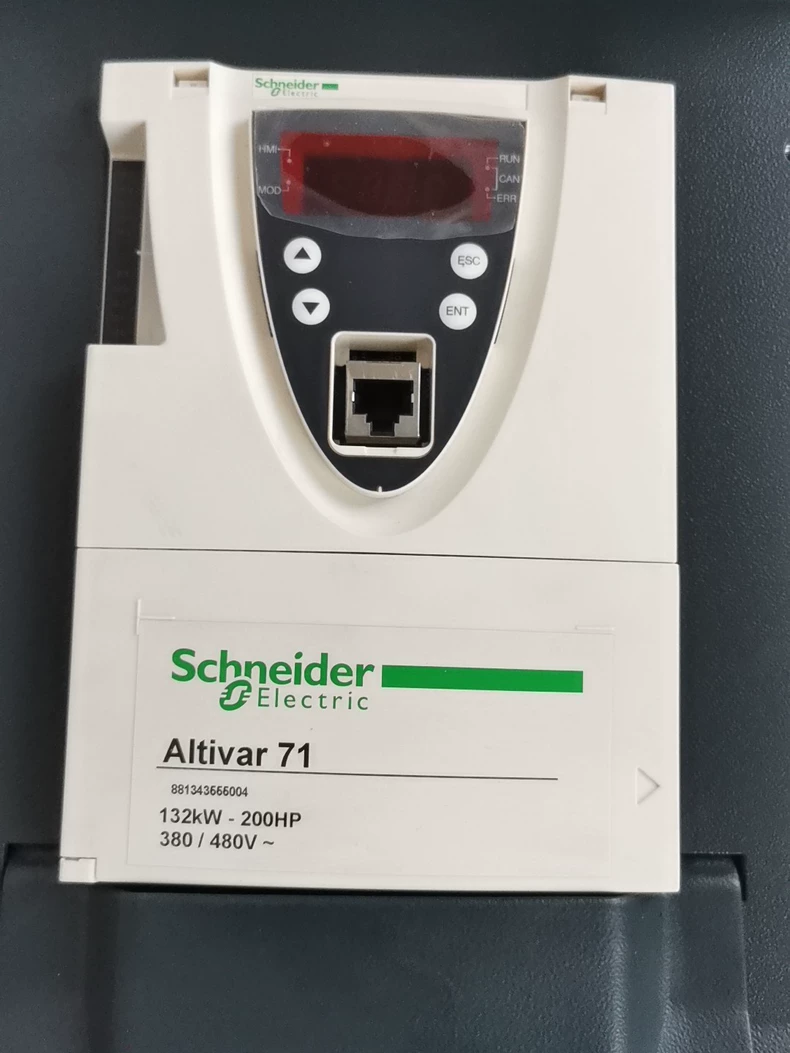 Schneider
Electric
HMI
RUN
CAN
MOD
ERR
ESC
ENT
Schneider
Electric
Altivar 71
881343666004
132kW - 200HP
380 / 480V ~